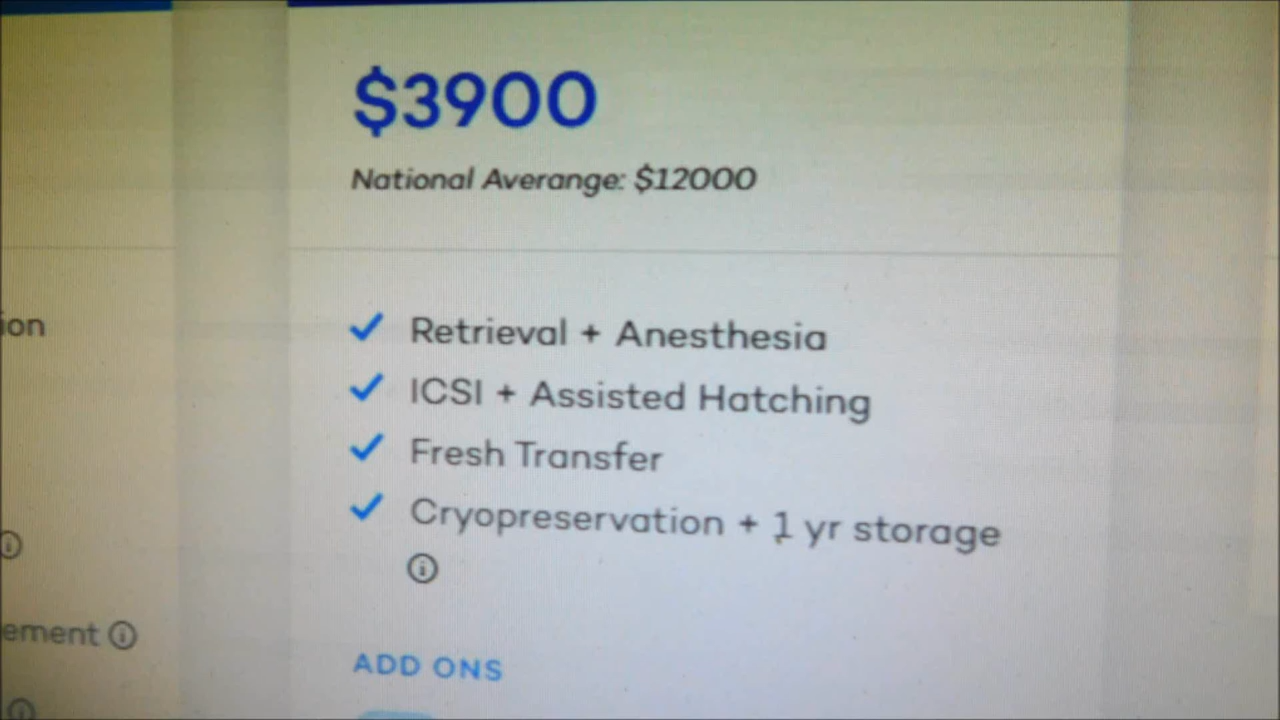 $3900
National Averange: $12000
ion
Retrieval + Anesthesia
ICSI + Assisted Hatching
Fresh Transfer
Cryopreservation + 1 yr storage
ement
ADD ONS